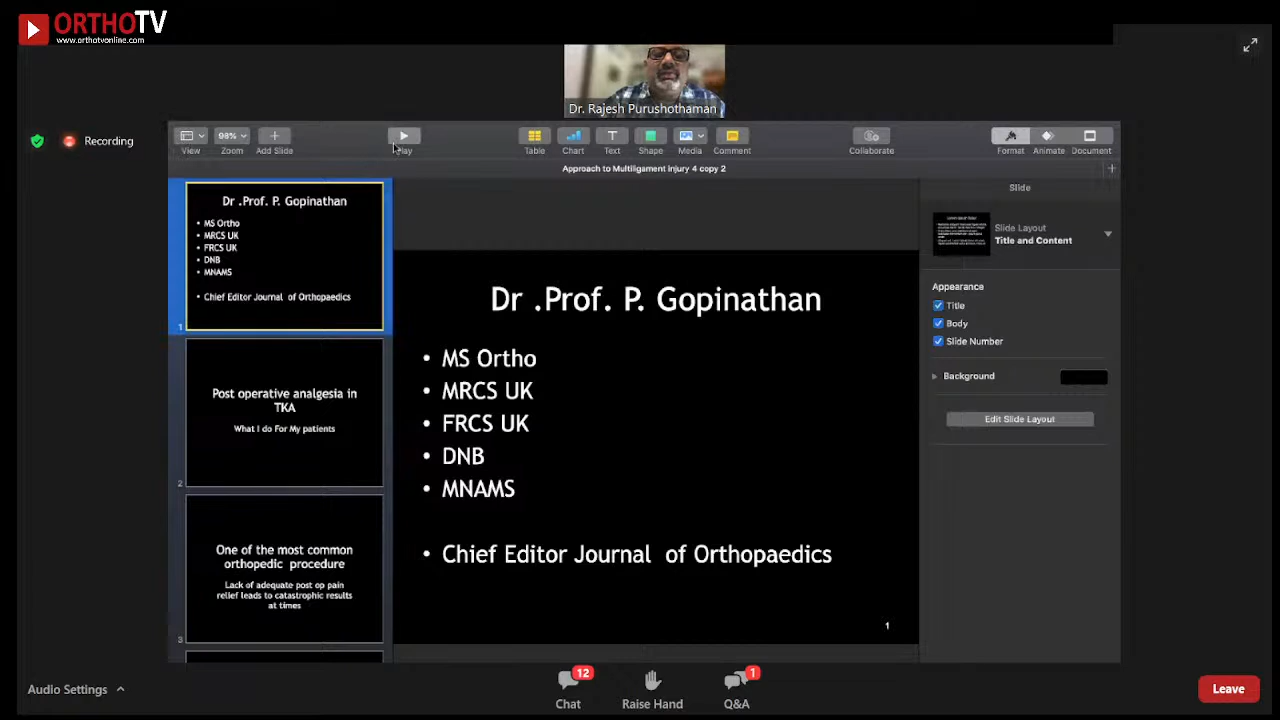 ORTHOTV
www.orthotvonline.com
Dr. Rajesh Purushothaman
Recording
View
98%
Zoom
Add Slide
Play
Table
Chart
Text
Shape
Media
Comment
Collaborate
Format
Animate
Document
Approach to Multiligament injury 4 copy 2
Dr .Prof. P. Gopinathan
• MS Ortho
• MRCS UK
• FRCS UK
• DNB
• MNAMS
• Chief Editor Journal of Orthopaedics
1
Post operative analgesia in
TKA
What I do For My patients
2
One of the most common
orthopedic procedure
Lack of adequate post op pain
relief leads to catastrophic results
at times
3
Dr .Prof. P. Gopinathan
• MS Ortho
• MRCS UK
• FRCS UK
• DNB
• MNAMS
• Chief Editor Journal of Orthopaedics
1
Slide
Slide Layout
Title and Content
Appearance
Title
Body
Slide Number
Background
Edit Slide Layout
Audio Settings
12
Chat
Raise Hand
1
Q&A
Leave